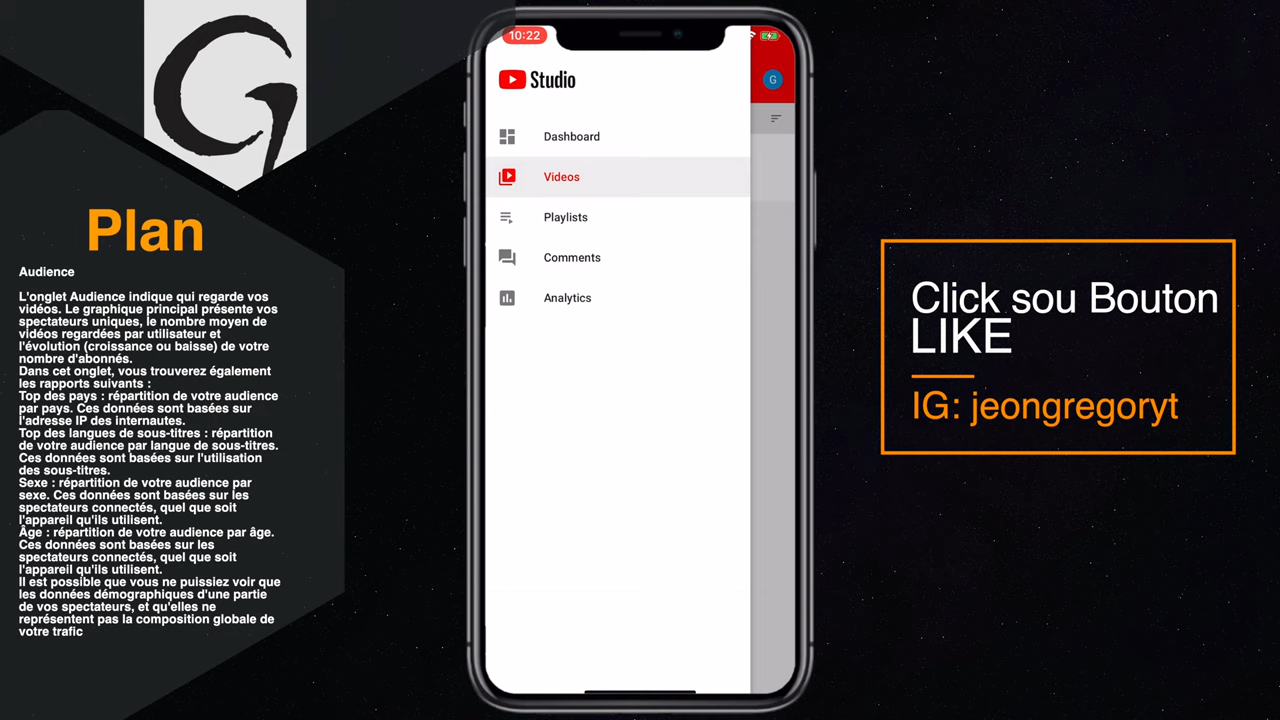 Plan
Audience
L'onglet Audience indique qui regarde vos
vidéos. Le graphique principal présente vos
spectateurs uniques, le nombre moyen de
vidéos regardées par utilisateur et
l'évolution (croissance ou baisse) de votre
nombre d'abonnés.
Dans cet onglet, vous trouverez également
les rapports suivants :
Top des pays : répartition de votre audience
par pays. Ces données sont basées sur
l'adresse IP des internautes.
Top des langues de sous-titres : répartition
de votre audience par langue de sous-titres.
Ces données sont basées sur l'utilisation
des sous-titres.
Sexe : répartition de votre audience par
sexe. Ces données sont basées sur les
spectateurs connectés, quel que soit
l'appareil qu'ils utilisent.
Âge : répartition de votre audience par âge.
Ces données sont basées sur les
spectateurs connectés, quel que soit
l'appareil qu'ils utilisent.
Il est possible que vous ne puissiez voir que
les données démographiques d'une partie
de vos spectateurs, et qu'elles ne
représentent pas la composition globale de
votre trafic
10:22
Studio
G
Dashboard
Videos
Playlists
Comments
Analytics
Click sou Bouton
LIKE
IG: jeongregoryt